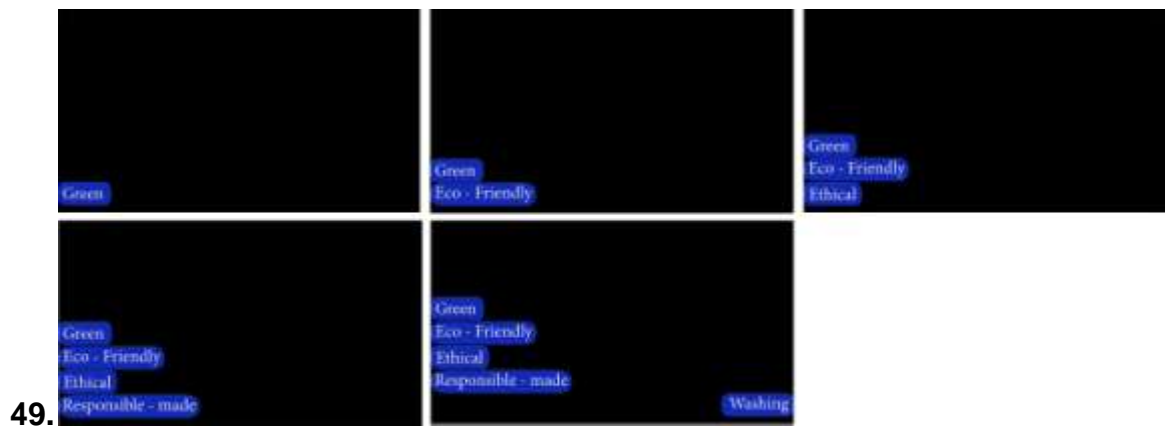 Green
Green
Eco - Friendly
Green
Eco - Friendly
Ethical
Green
Eco - Friendly
Ethical
Responsible - made
Green
Eco - Friendly
Ethical
Responsible - made
Washing
49.